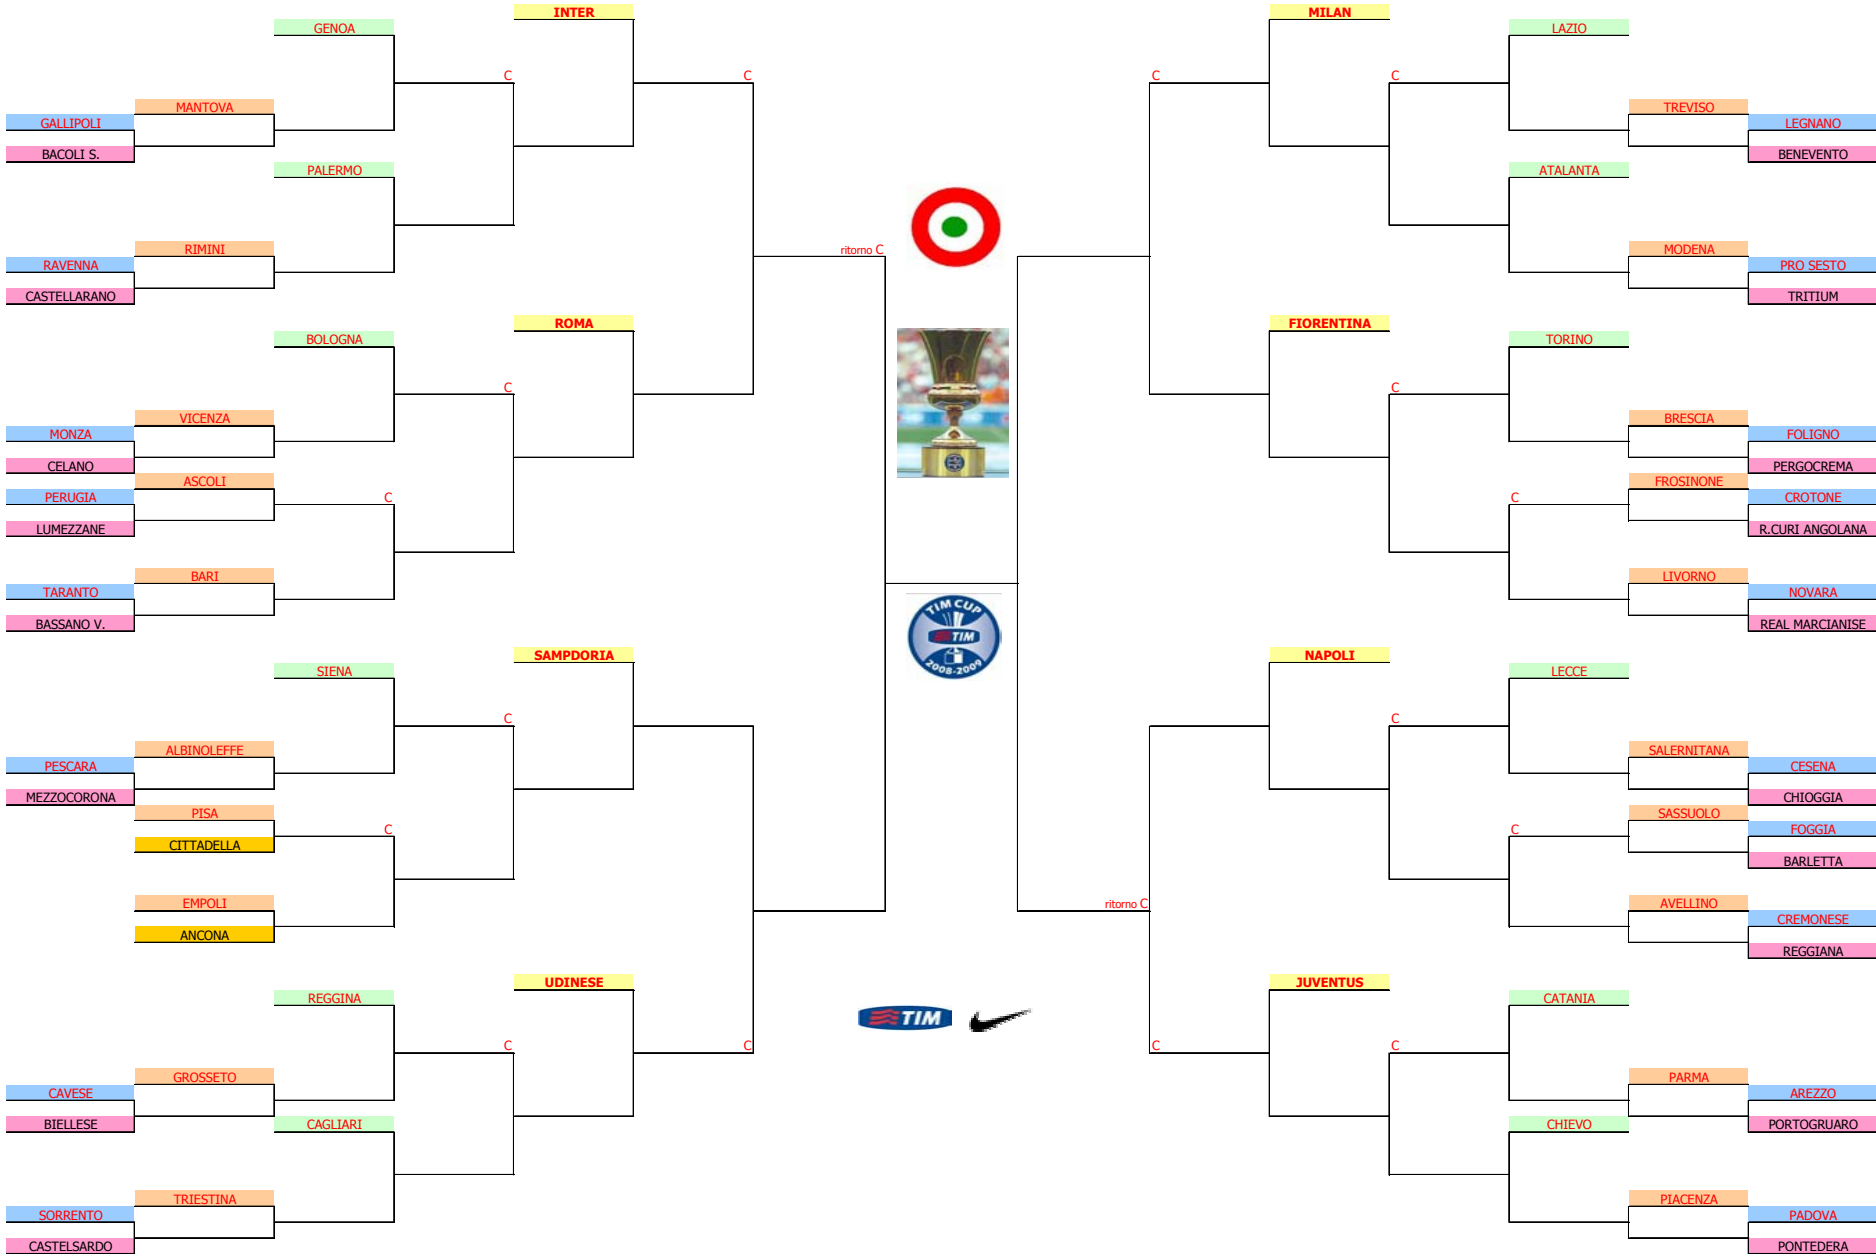 INTER
MILAN
GENOA
LAZIO
C
C
C
C
MANTOVA
TREVISO
GALLIPOLI
LEGNANO
BACOLI S.
BENEVENTO
PALERMO
ATALANTA
RIMINI
ritorno C
MODENA
RAVENNA
PRO SESTO
CASTELLARANO
TRITIUM
ROMA
FIORENTINA
BOLOGNA
TORINO
C
C
VICENZA
BRESCIA
MONZA
FOLIGNO
CELANO
PERGOCREMA
ASCOLI
FROSINONE
PERUGIA
C
C
CROTONE
LUMEZZANE
R.CURI ANGOLANA
BARI
LIVORNO
TARANTO
NOVARA
TIM CUP
TIM
2008-2009
BASSANO V.
REAL MARCIANISE
SAMPDORIA
NAPOLI
SIENA
LECCE
C
C
ALBINOLEFFE
SALERNITANA
PESCARA
CESENA
MEZZOCORONA
CHIOGGIA
PISA
SASSUOLO
C
C
FOGGIA
CITTADELLA
BARLETTA
EMPOLI
ritorno C
AVELLINO
CREMONESE
ANCONA
REGGIANA
UDINESE
JUVENTUS
REGGINA
CATANIA
TIM
C
C
C
C
GROSSETO
PARMA
CAVESE
AREZZO
BIELLESE
CAGLIARI
CHIEVO
PORTOGRUARO
TRIESTINA
PIACENZA
SORRENTO
PADOVA
CASTELSARDO
PONTEDERA